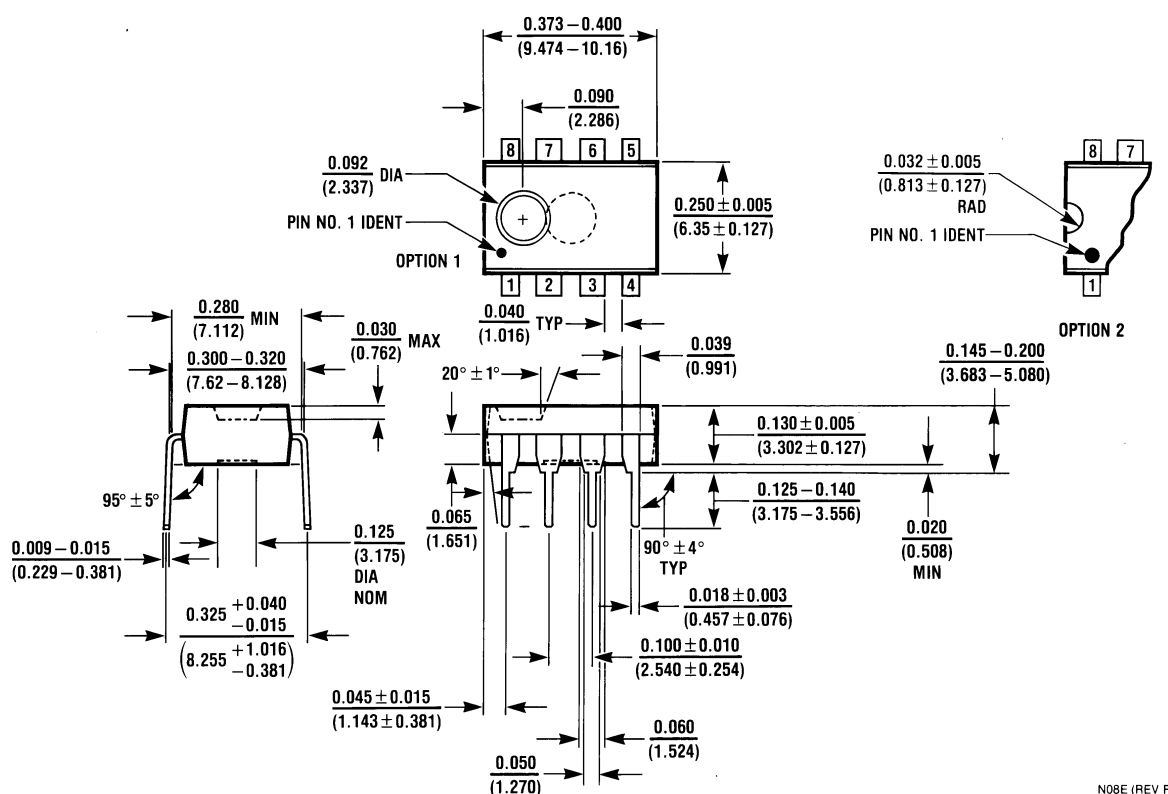 0.373 – 0.400
(9.474 – 10.16)
0.090
(2.286)
8 7 6 5
0.092
(2.337) DIA
PIN NO. 1 IDENT
OPTION 1
+
0.250 ± 0.005
(6.35 ± 0.127)
1 2 3 4
0.032 ± 0.005
(0.813 ± 0.127)
RAD
PIN NO. 1 IDENT
8 7
1
OPTION 2
0.280
(7.112) MIN
0.030
(0.762) MAX
0.040
(1.016) TYP
0.039
(0.991)
0.145 – 0.200
(3.683 – 5.080)
0.300 – 0.320
(7.62 – 8.128)
20° ± 1°
0.130 ± 0.005
(3.302 ± 0.127)
95° ± 5°
0.065
(1.651)
0.125 – 0.140
(3.175 – 3.556)
0.020
(0.508)
MIN
90° ± 4°
TYP
0.009 – 0.015
(0.229 – 0.381)
0.125
(3.175)
DIA
NOM
0.018 ± 0.003
(0.457 ± 0.076)
0.325 +0.040
−0.015
(8.255 +1.016
−0.381)
0.100 ± 0.010
(2.540 ± 0.254)
0.045 ± 0.015
(1.143 ± 0.381)
0.060
(1.524)
0.050
(1.270)
N08E (REV